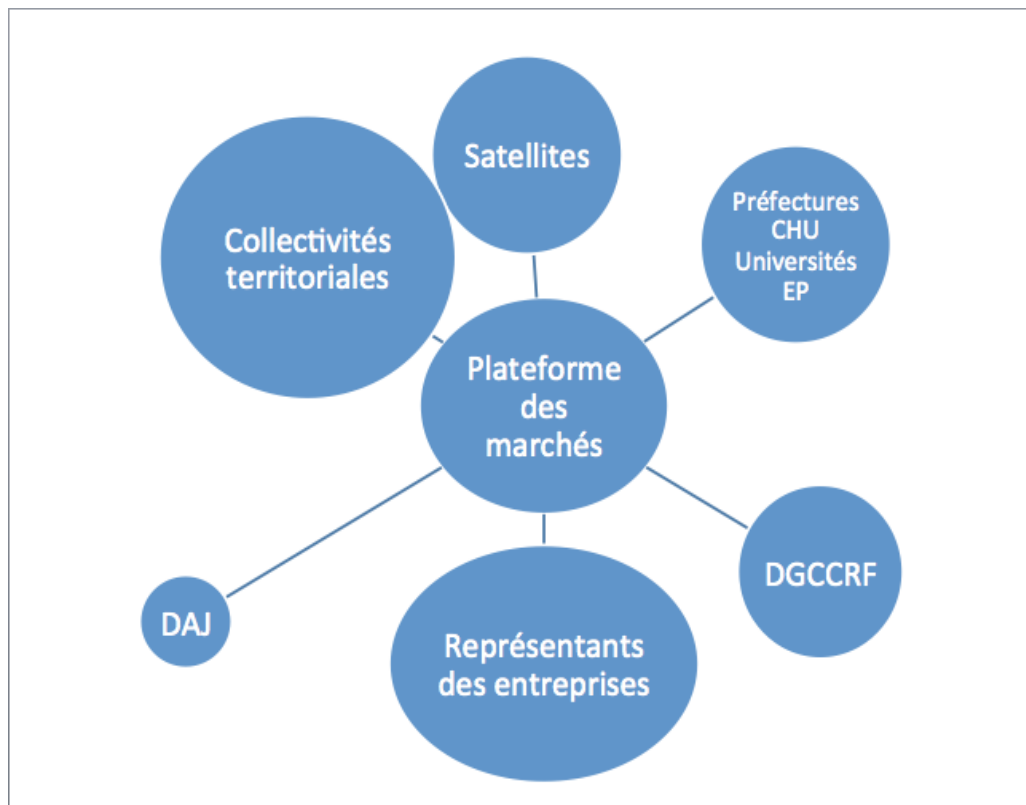 Satellites
Collectivités
territoriales
Préfectures
CHU
Universités
EP
Plateforme
des
marchés
DGCCRF
DAJ
Représentants
des entreprises